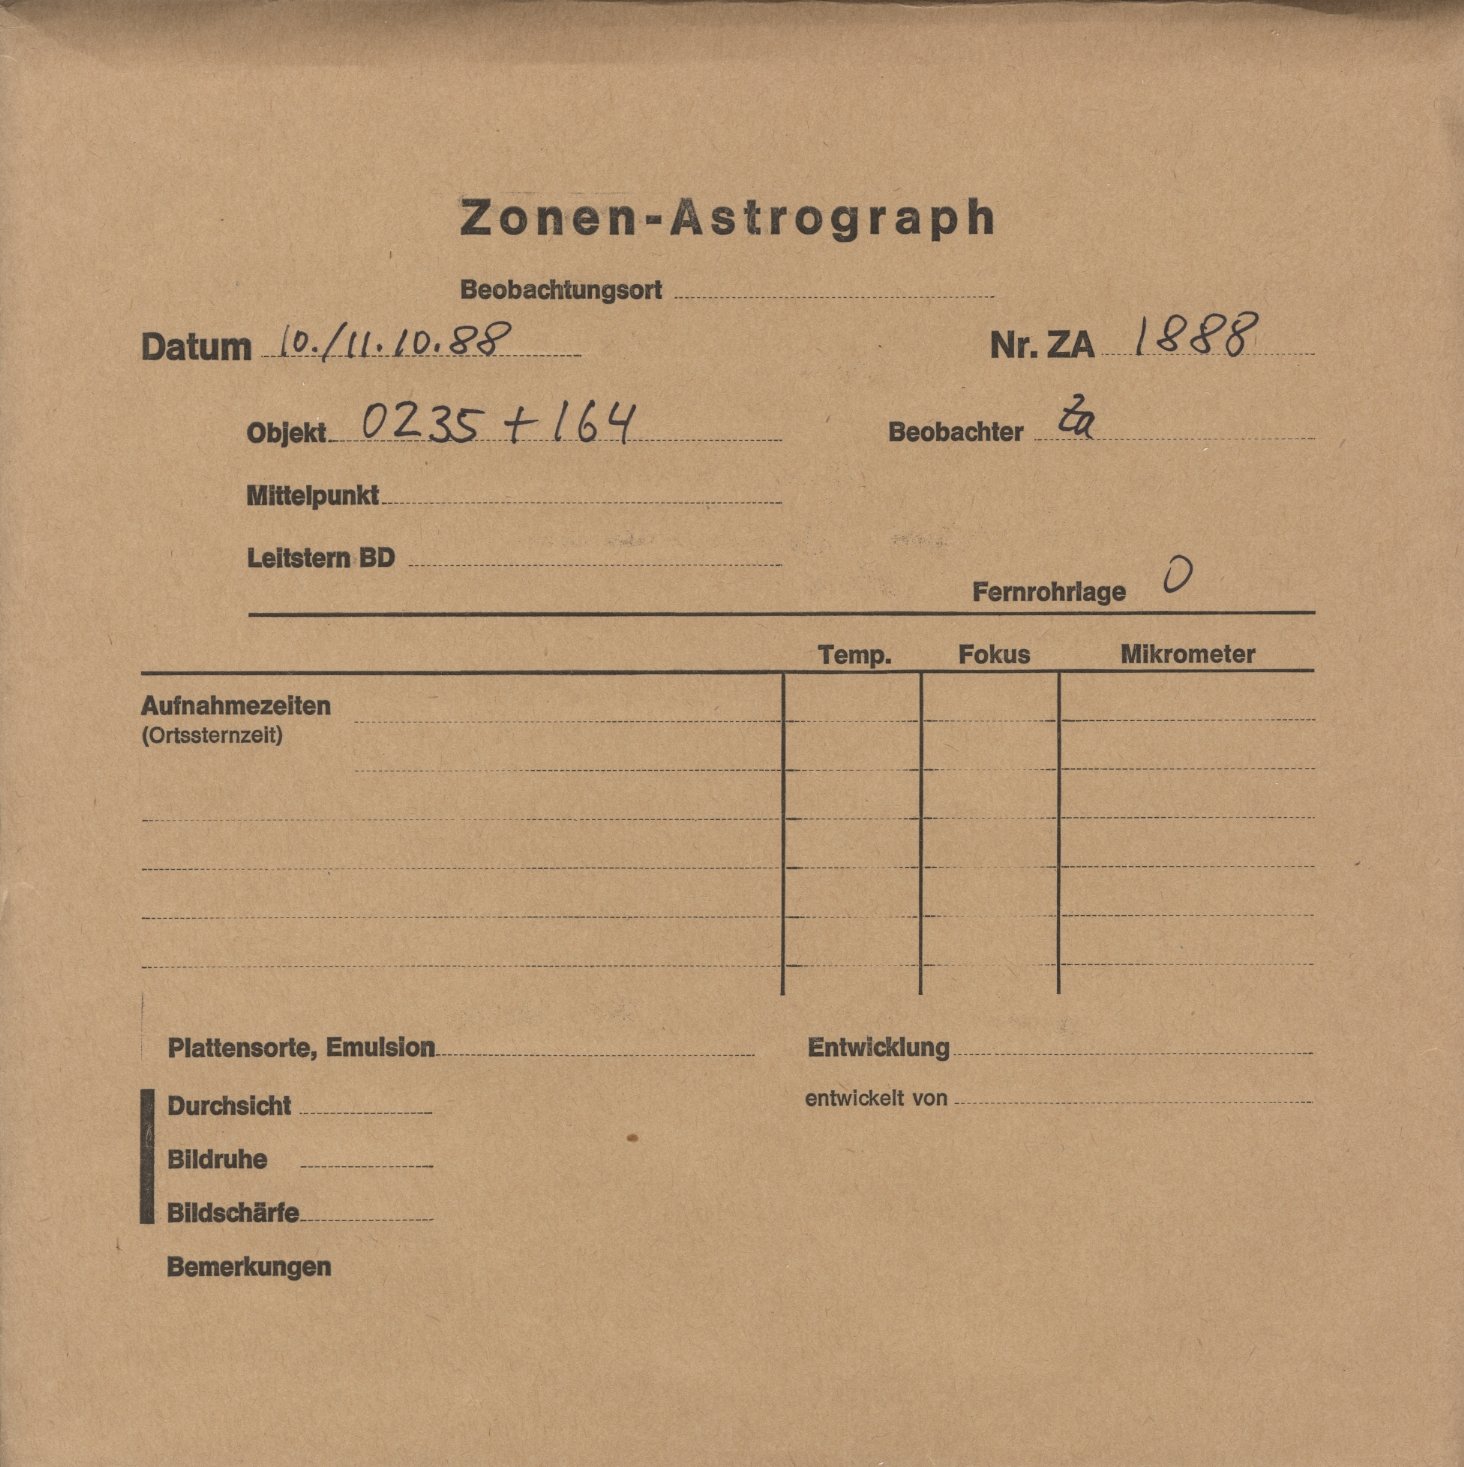 Zonen-Astrograph
Beobachtungsort
Datum 10./11.10.88 Nr. ZA 1888
Objekt 0235 + 164 Beobachter Za
Mittelpunkt
Leitstern BD
Fernrohrlage O
Temp. Fokus Mikrometer
Aufnahmezeiten
(Ortssternzeit)
Plattensorte, Emulsion Entwicklung
Durchsicht entwickelt von
Bildruhe
Bildschärfe
Bemerkungen